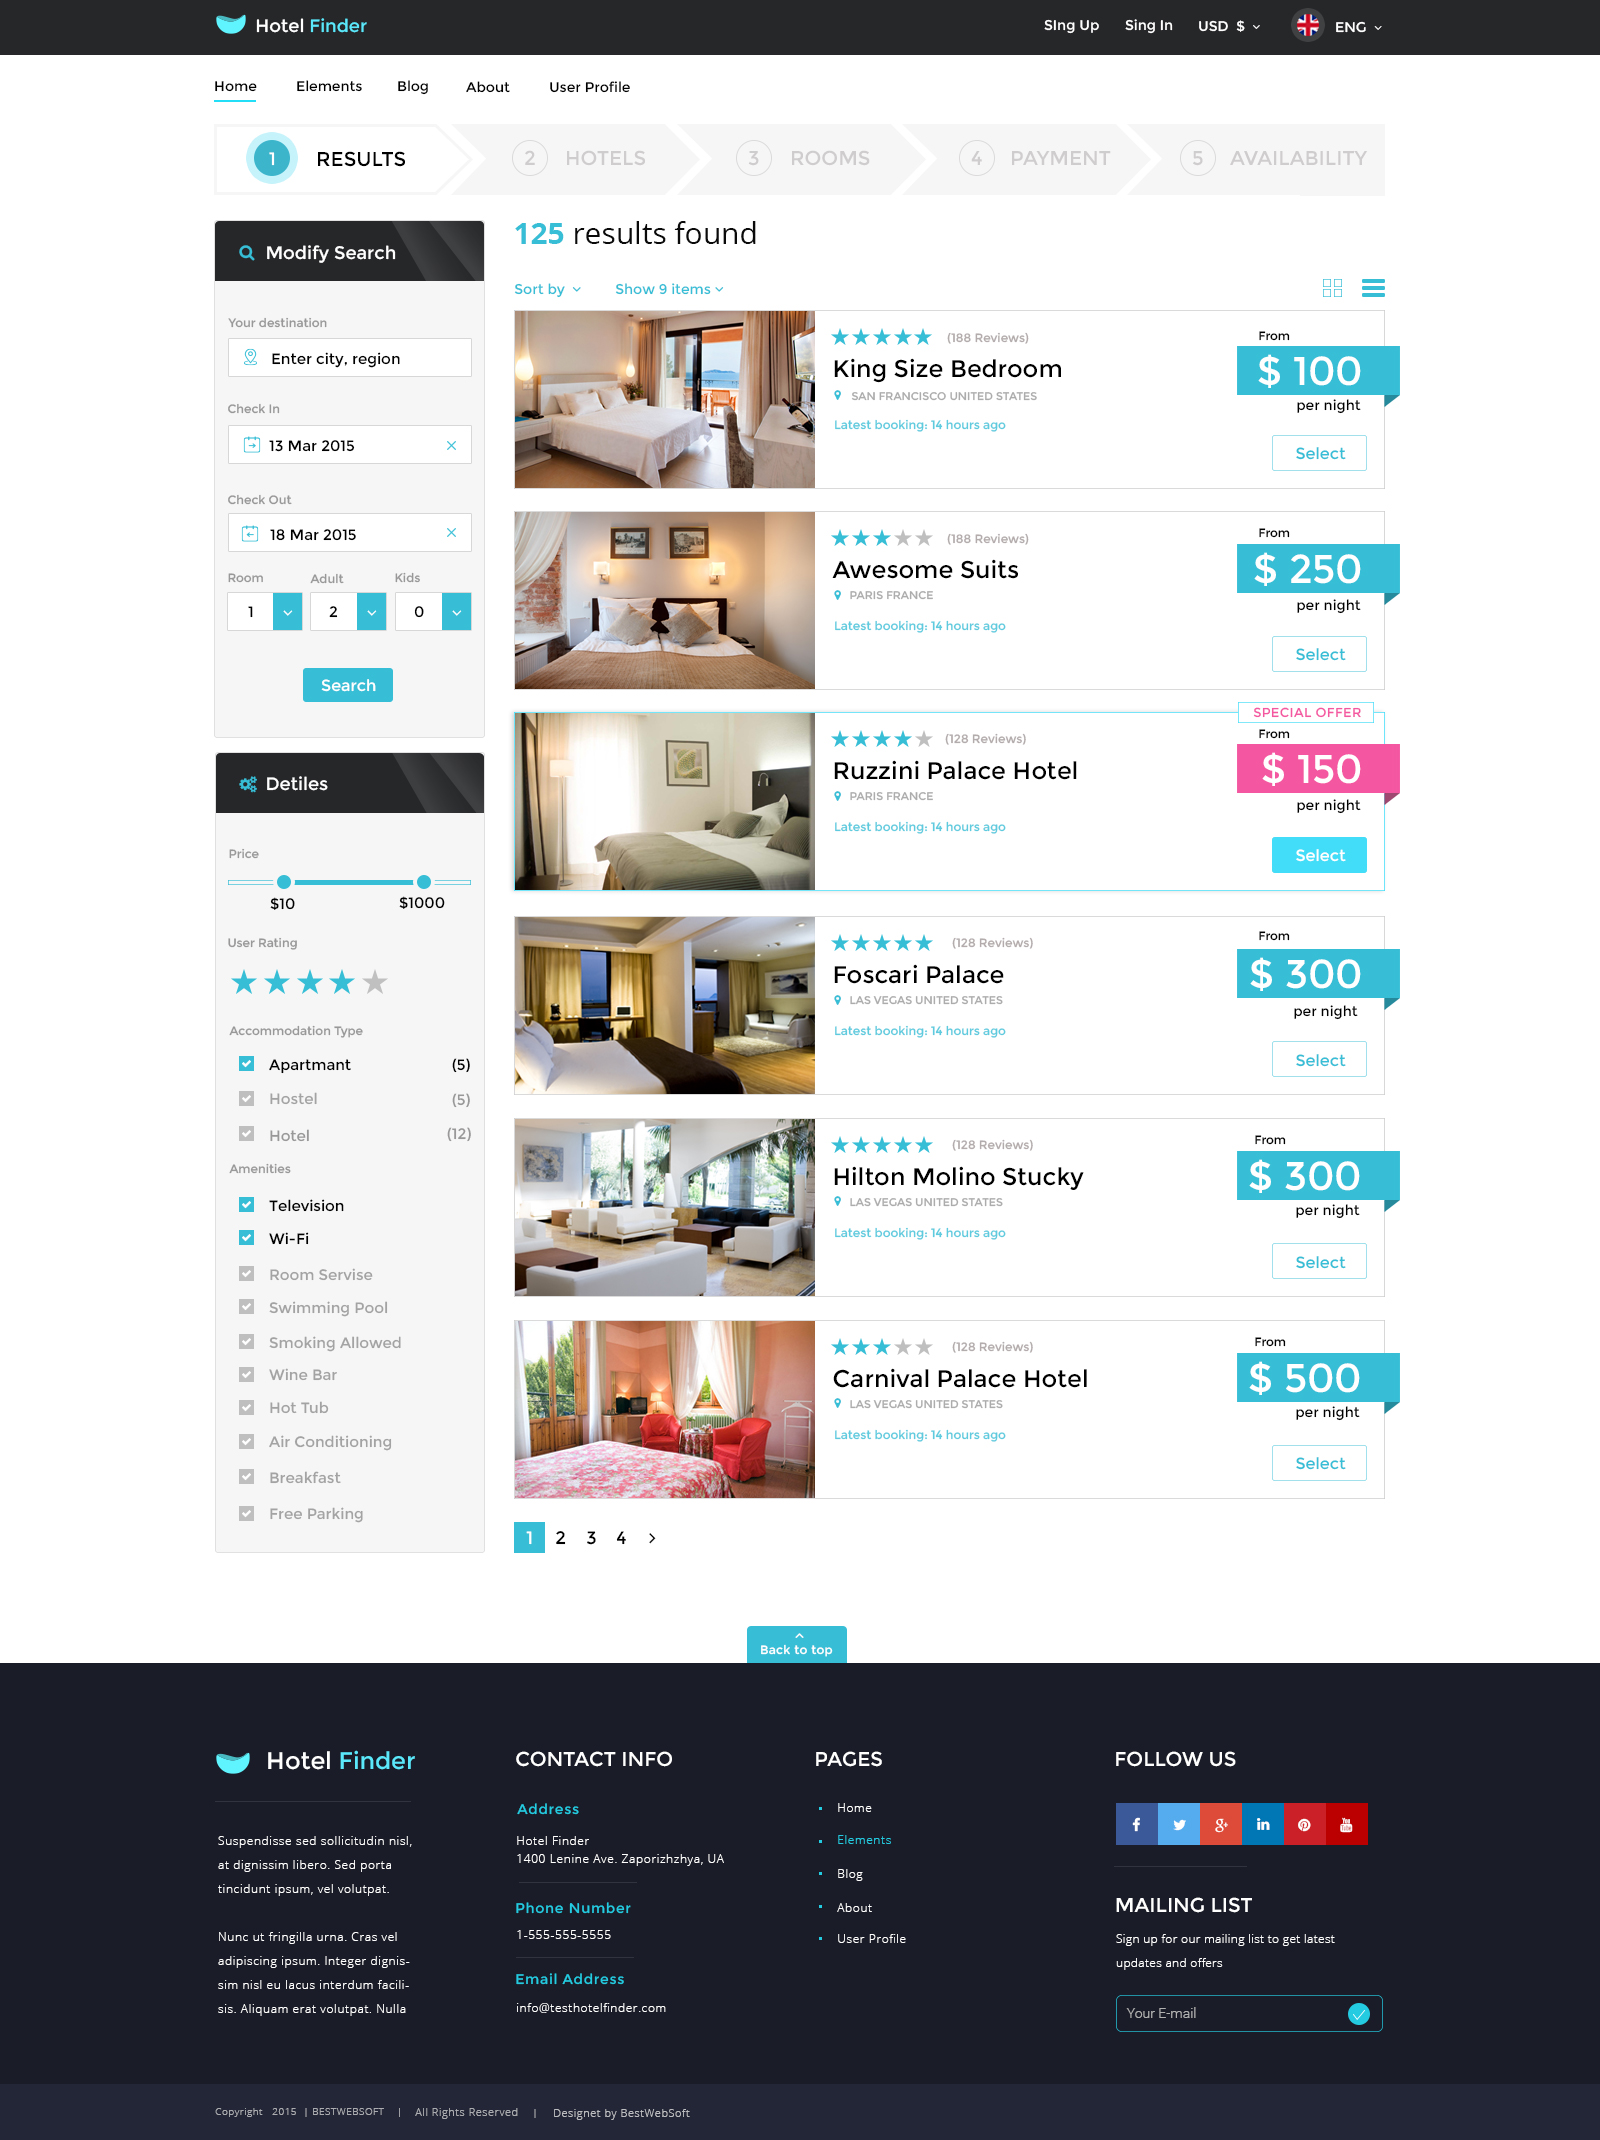 Hotel Finder
SIng Up Sing In USD $ ENG
Home Elements Blog About User Profile
1 RESULTS 2 HOTELS 3 ROOMS 4 PAYMENT 5 AVAILABILITY
Modify Search
Your destination
Enter city, region
Check In
13 Mar 2015
Check Out
18 Mar 2015
Room Adult Kids
1 2 0
Search
Detiles
Price
$10 $1000
User Rating
Accommodation Type
Apartmant (5)
Hostel (5)
Hotel (12)
Amenities
Television
Wi-Fi
Room Servise
Swimming Pool
Smoking Allowed
Wine Bar
Hot Tub
Air Conditioning
Breakfast
Free Parking
125 results found
Sort by Show 9 items
(188 Reviews)
King Size Bedroom
SAN FRANCISCO UNITED STATES
Latest booking: 14 hours ago
From
$ 100
per night
Select
(188 Reviews)
Awesome Suits
PARIS FRANCE
Latest booking: 14 hours ago
From
$ 250
per night
Select
SPECIAL OFFER
(128 Reviews)
Ruzzini Palace Hotel
PARIS FRANCE
Latest booking: 14 hours ago
From
$ 150
per night
Select
(128 Reviews)
Foscari Palace
LAS VEGAS UNITED STATES
Latest booking: 14 hours ago
From
$ 300
per night
Select
(128 Reviews)
Hilton Molino Stucky
LAS VEGAS UNITED STATES
Latest booking: 14 hours ago
From
$ 300
per night
Select
(128 Reviews)
Carnival Palace Hotel
LAS VEGAS UNITED STATES
Latest booking: 14 hours ago
From
$ 500
per night
Select
1 2 3 4 >
Back to top
Hotel Finder
Suspendisse sed sollicitudin nisl,
at dignissim libero. Sed porta
tincidunt ipsum, vel volutpat.
Nunc ut fringilla urna. Cras vel
adipiscing ipsum. Integer dignis-
sim nisl eu lacus interdum facili-
sis. Aliquam erat volutpat. Nulla
CONTACT INFO
Address
Hotel Finder
1400 Lenine Ave. Zaporizhzhya, UA
Phone Number
1-555-555-5555
Email Address
info@testhotelfinder.com
PAGES
Home
Elements
Blog
About
User Profile
FOLLOW US
f g+ in You Tube
MAILING LIST
Sign up for our mailing list to get latest
updates and offers
Your E-mail
Copyright 2015 | BESTWEBSOFT | All Rights Reserved | Designet by BestWebSoft